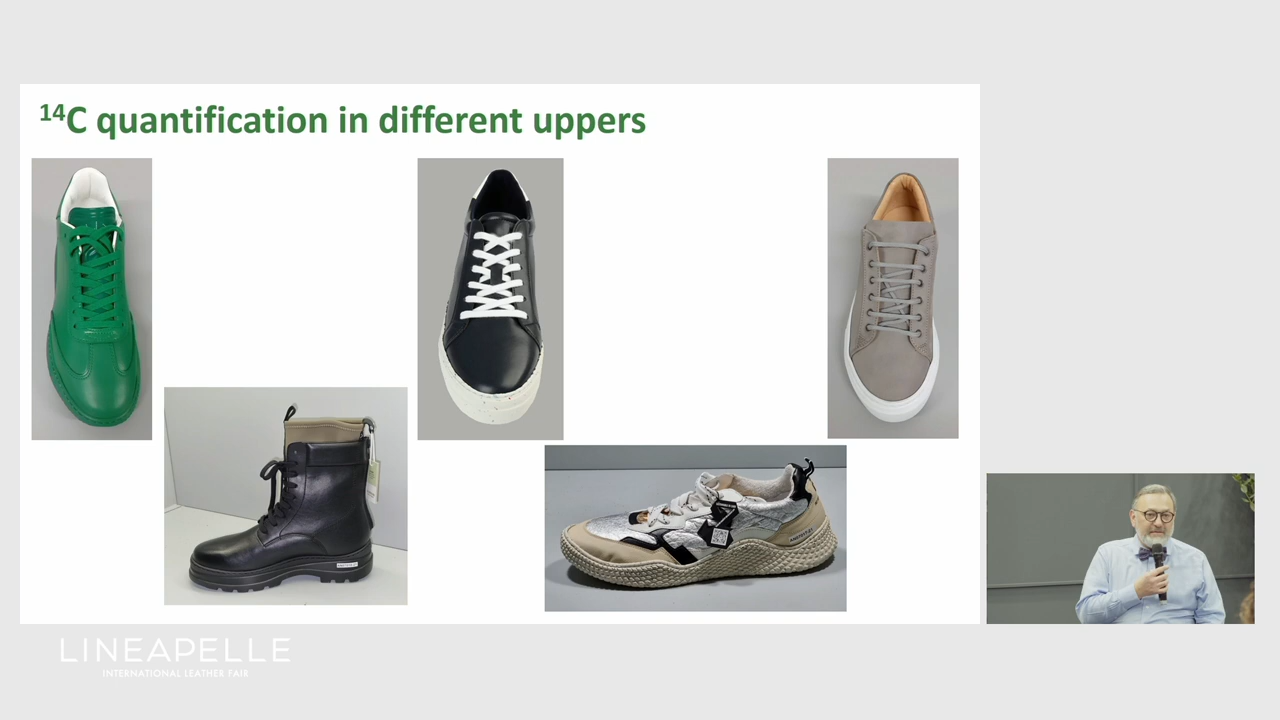 ¹⁴C quantification in different uppers
LINEAPELLE
INTERNATIONAL LEATHER FAIR